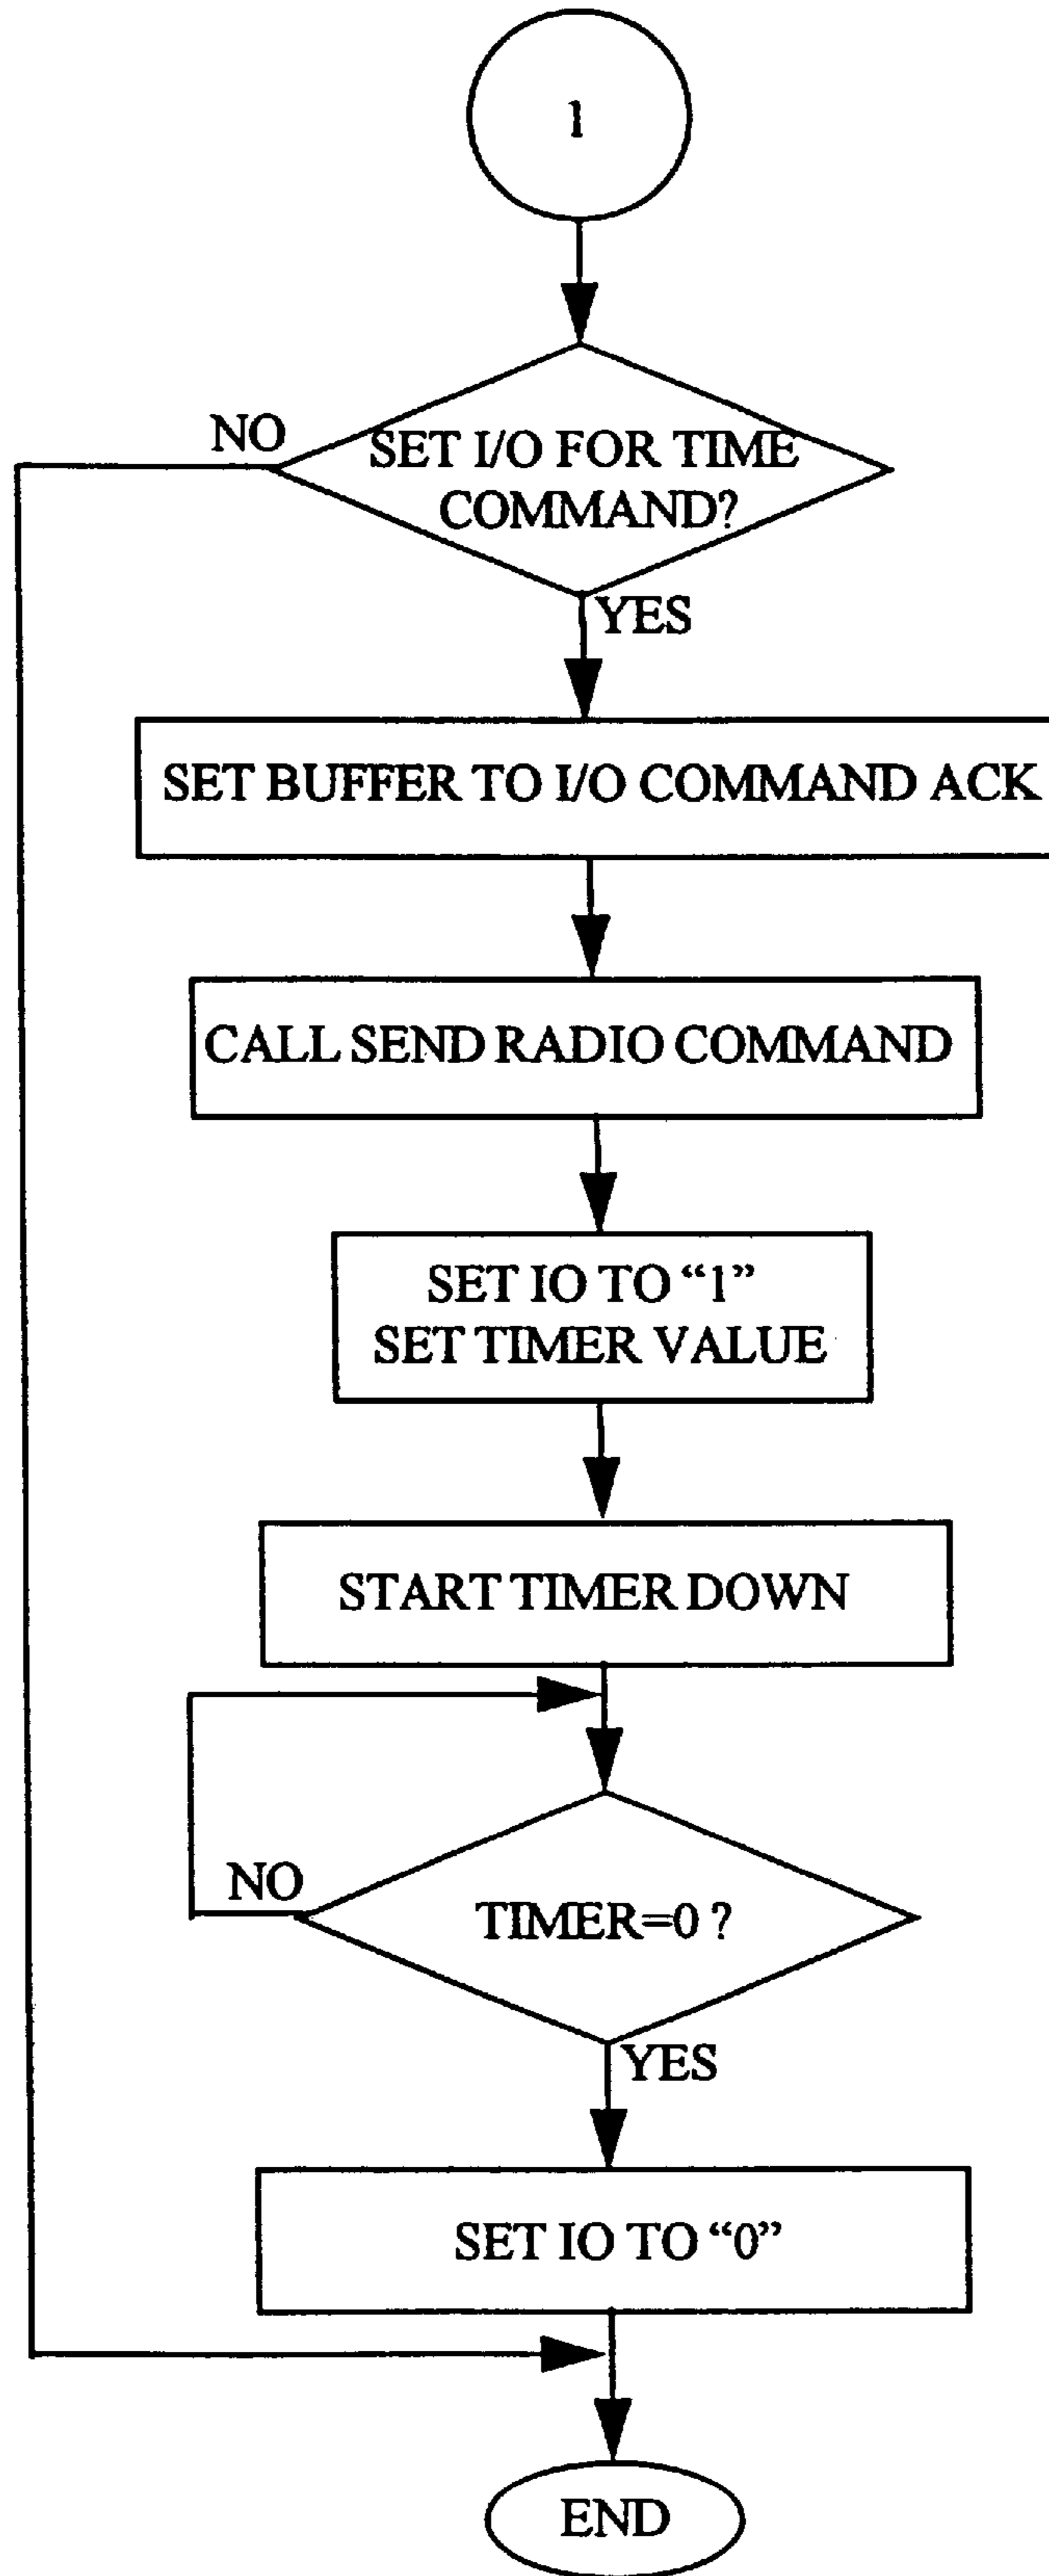 1
NO
SET I/O FOR TIME
COMMAND?
YES
SET BUFFER TO I/O COMMAND ACK
CALL SEND RADIO COMMAND
SET IO TO “1”
SET TIMER VALUE
START TIMER DOWN
NO
TIMER=0 ?
YES
SET IO TO “0”
END